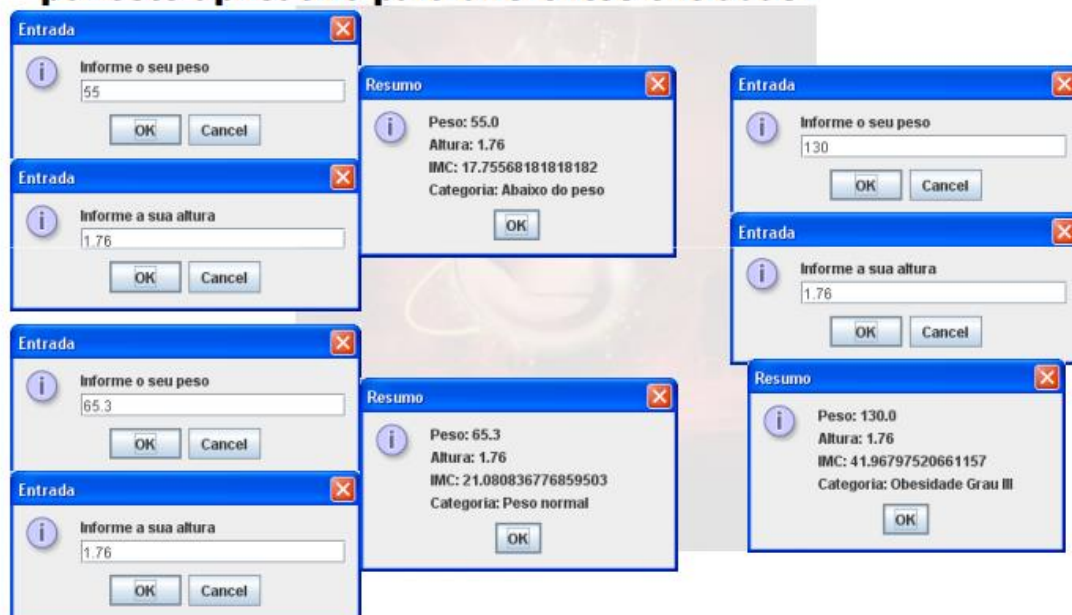 Entrada
Informe o seu peso
55
OK Cancel
Entrada
Informe a sua altura
1.76
OK Cancel
Resumo
Peso: 55.0
Altura: 1.76
IMC: 17.75568181818182
Categoria: Abaixo do peso
OK
Entrada
Informe o seu peso
65.3
OK Cancel
Entrada
Informe a sua altura
1.76
OK Cancel
Resumo
Peso: 65.3
Altura: 1.76
IMC: 21.080836776859503
Categoria: Peso normal
OK
Entrada
Informe o seu peso
130
OK Cancel
Entrada
Informe a sua altura
1.76
OK Cancel
Resumo
Peso: 130.0
Altura: 1.76
IMC: 41.96797520661157
Categoria: Obesidade Grau III
OK